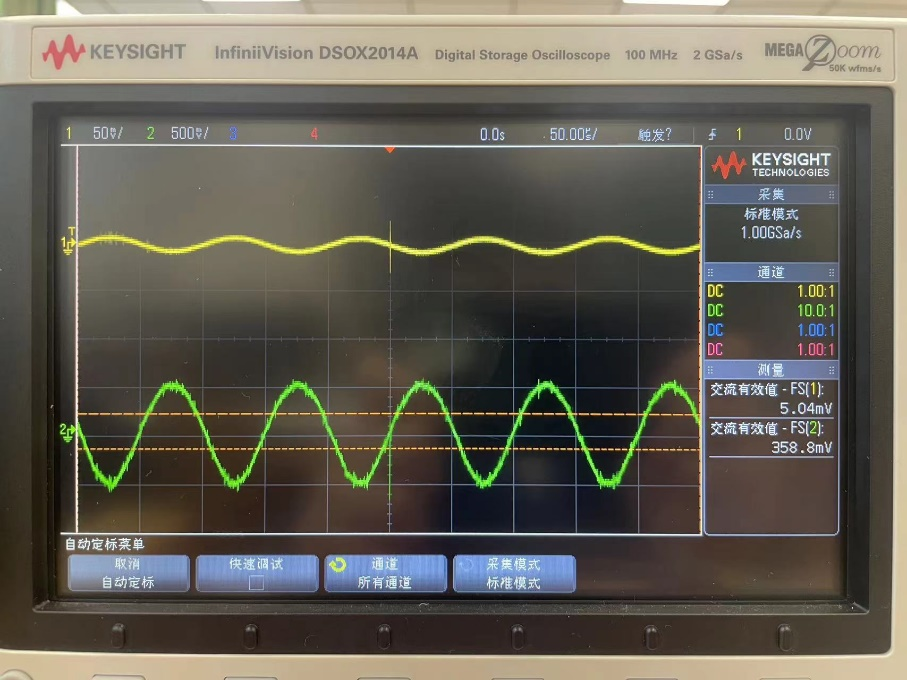 KEYSIGHT InfiniiVision DSOX2014A Digital Storage Oscilloscope 100 MHz 2 GSa/s MEGA Zoom
50K wfms/s
1 50mV/ 2 500mV/ 3 4 0.0s 50.00us/ 触发? 1 0.0V
KEYSIGHT
TECHNOLOGIES
采集
标准模式
1.00GSa/s
通道
DC 1.00:1
DC 10.0:1
DC 1.00:1
DC 1.00:1
测量
交流有效值 - FS(1):
5.04mV
交流有效值 - FS(2):
358.8mV
T
1
2
自动定标菜单
取消
自动定标
快速调试
通道
所有通道
采集模式
标准模式